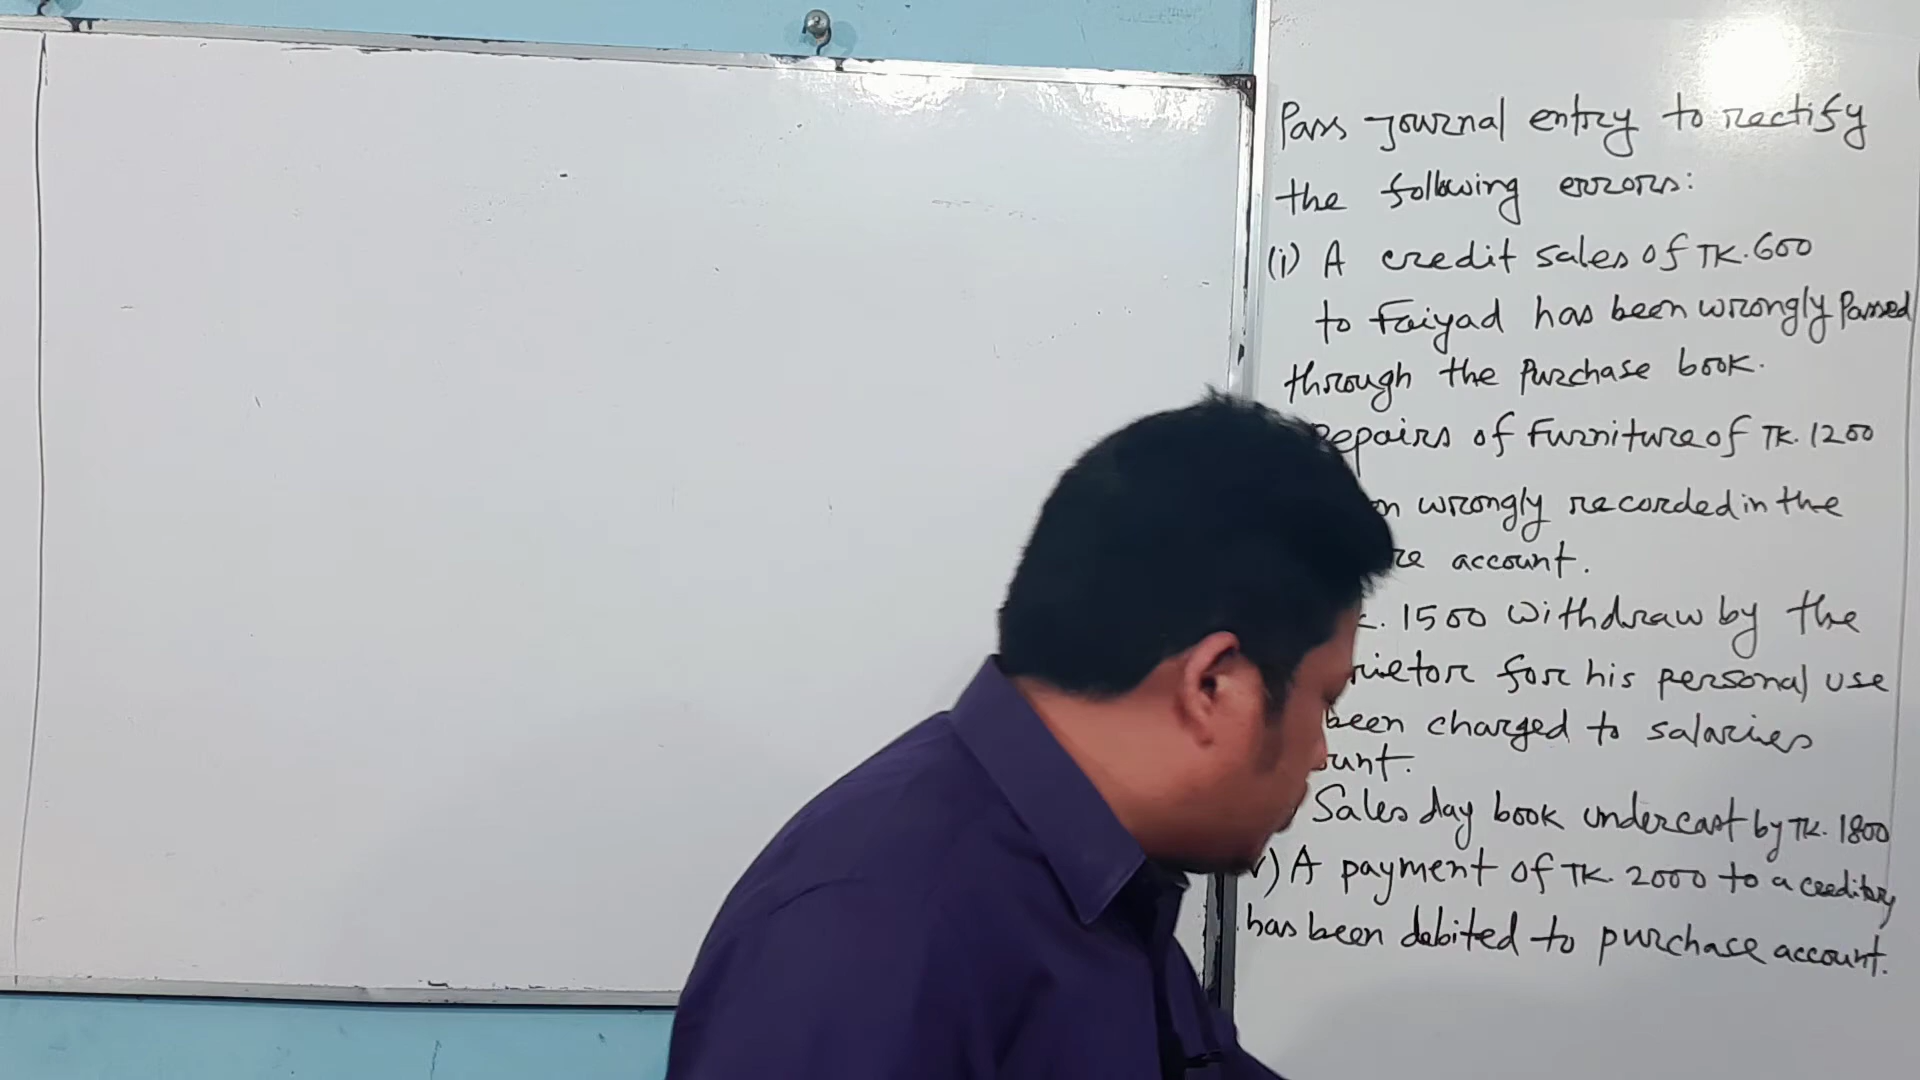 Pass Journal entry to rectify
the following errors:
(i) A credit sales of TK. 600
to Faiyad has been wrongly Passed
through the Purchase book.
Repairs of Furniture of TK. 1200
wrongly recorded in the
account.
1500 Withdraw by the
for his personal use
been charged to salaries
Sales day book undercast by TK. 1800
v) A payment of TK. 2000 to a
has been debited to purchase account.